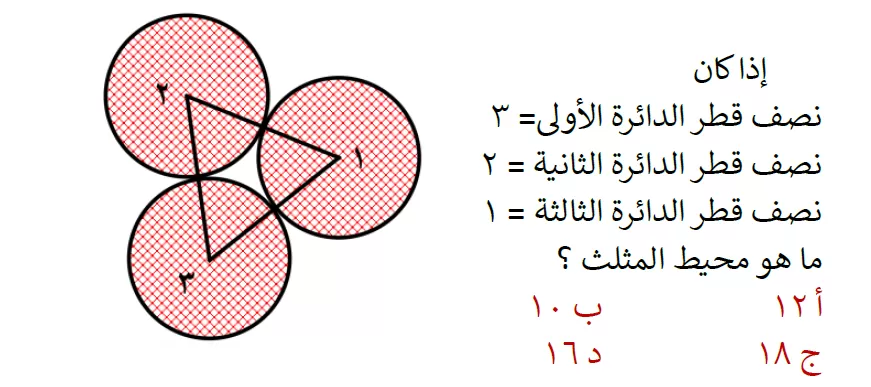 إذا كان
نصف قطر الدائرة الأولى= ٣
نصف قطر الدائرة الثانية = ٢
نصف قطر الدائرة الثالثة = ١
ما هو محيط المثلث ؟
أ ١٢ ب ١٠
ج ١٨ د ١٦
٢
١
٣